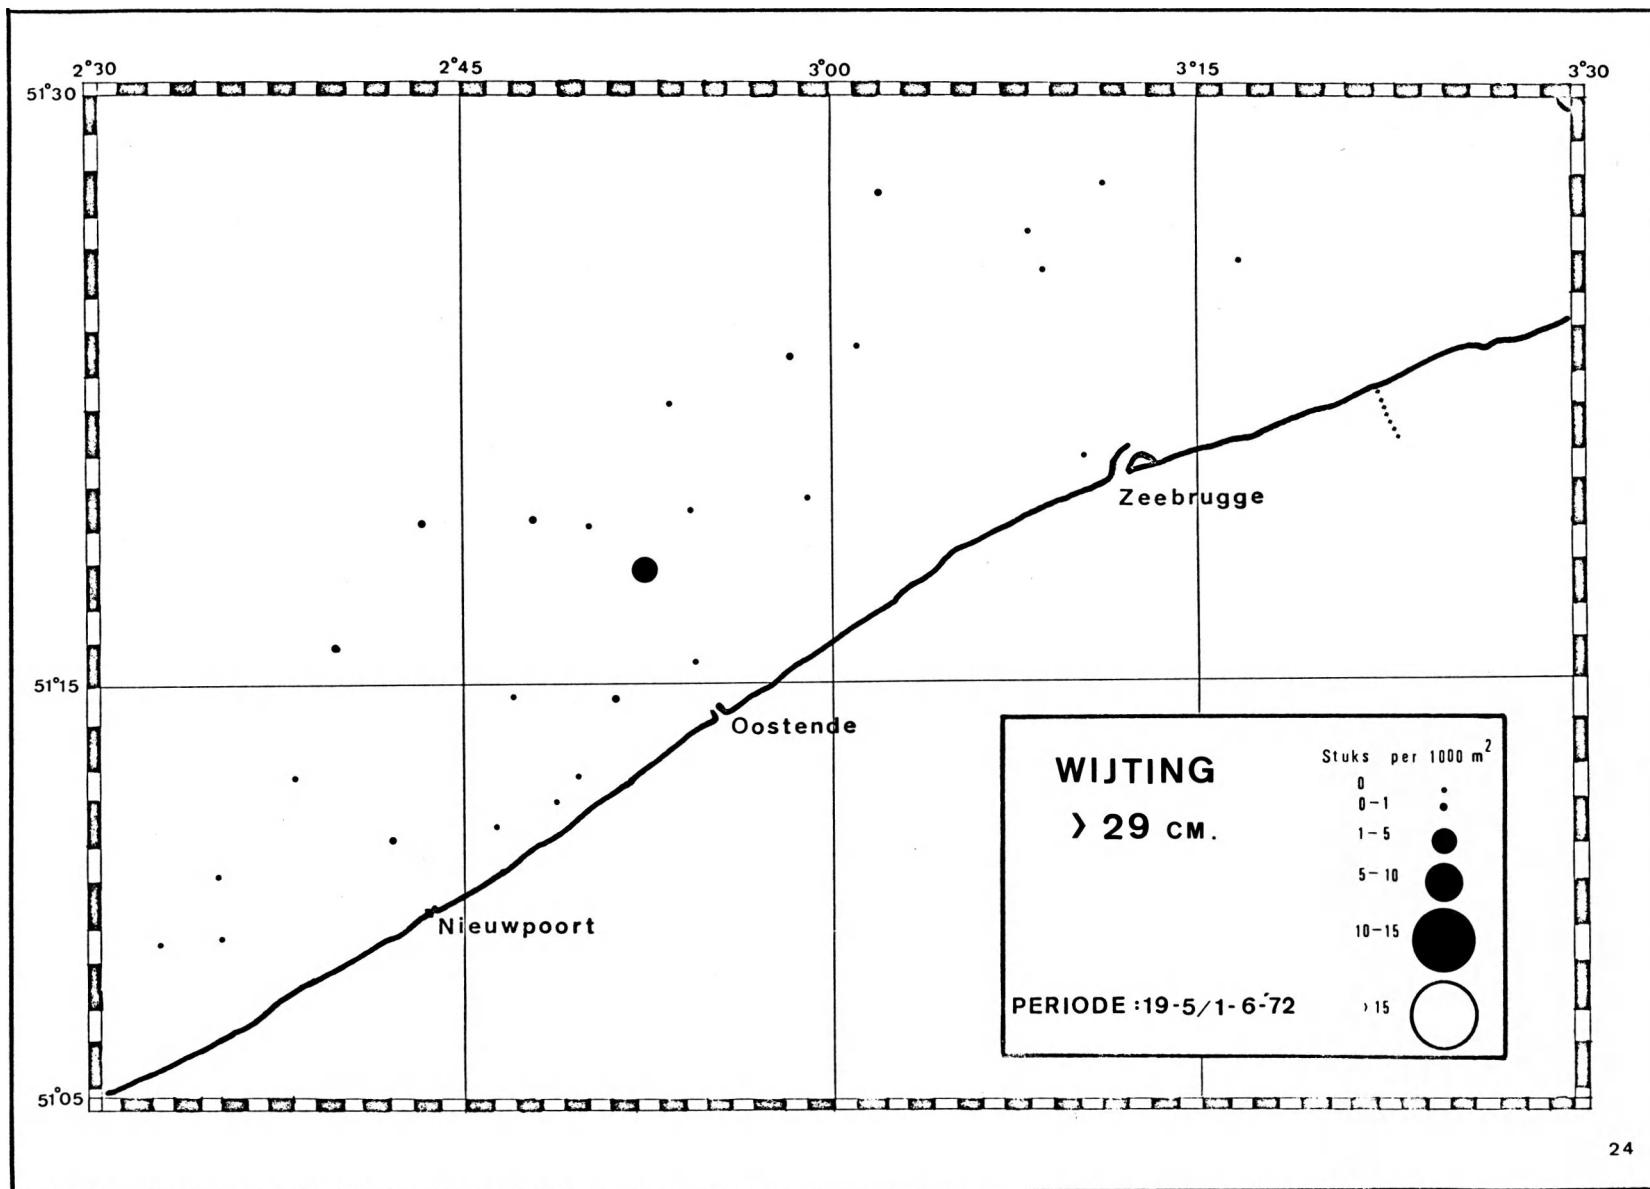 2°30 2°45 3°00 3°15 3°30
51°30
Zeebrugge
51°15
Oostende
WIJTING
> 29 CM.
Stuks per 1000 m²
0
0-1
1-5
5-10
10-15
>15
PERIODE :19-5/1-6-'72
Nieuwpoort
51°05
24